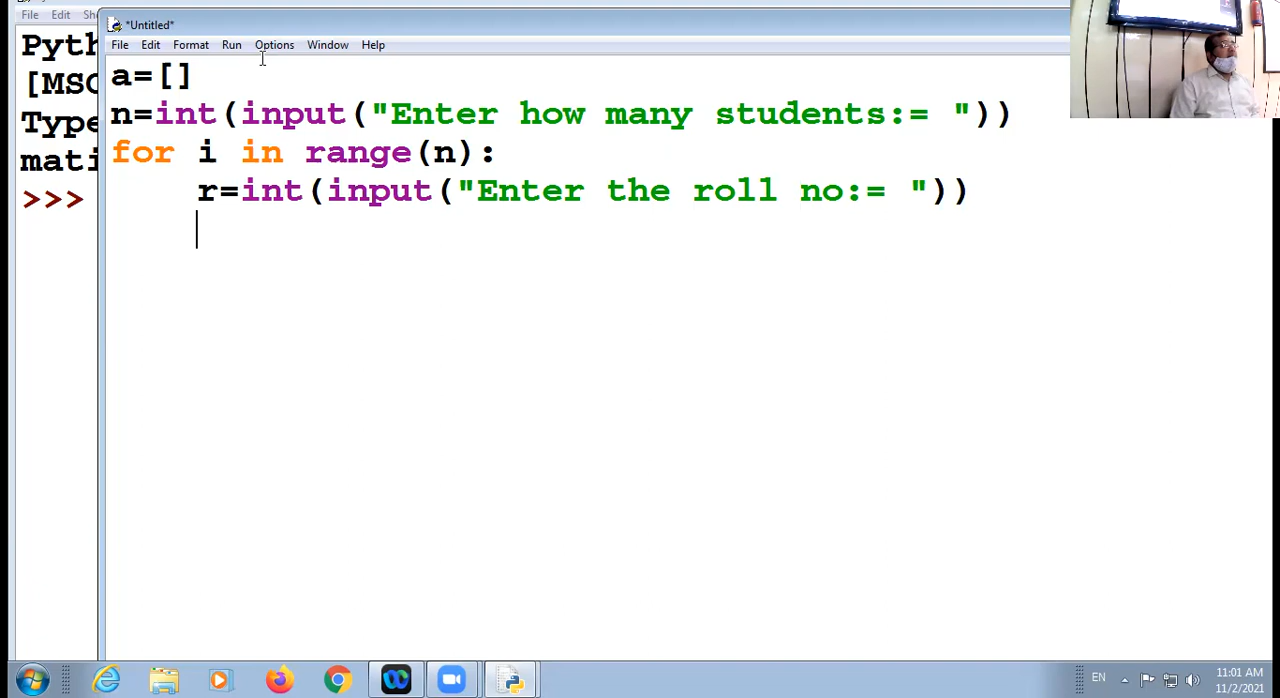 File Edit Sh
Pyth
[MSC
Type
mati
>>>
*Untitled*
File Edit Format Run Options Window Help
a=[]
n=int(input("Enter how many students:= "))
for i in range(n):
r=int(input("Enter the roll no:= "))
EN
11:01 AM
11/2/2021